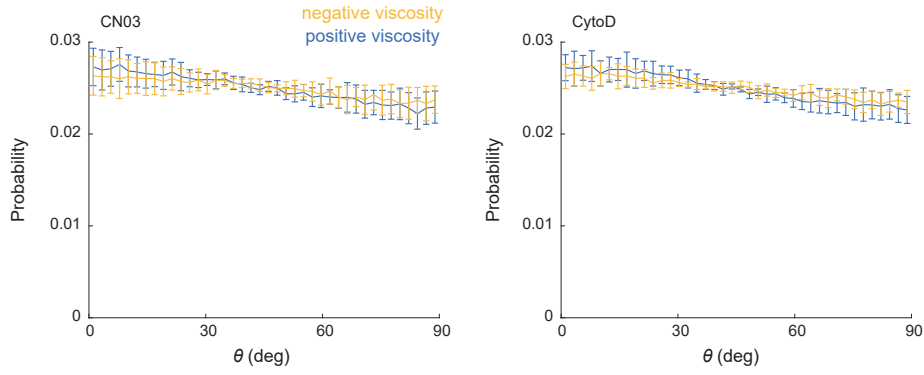 CN03
negative viscosity
positive viscosity
0.03
0.02
0.01
0
Probability
0
30
60
90
θ (deg)
CytoD
0.03
0.02
0.01
0
Probability
0
30
60
90
θ (deg)